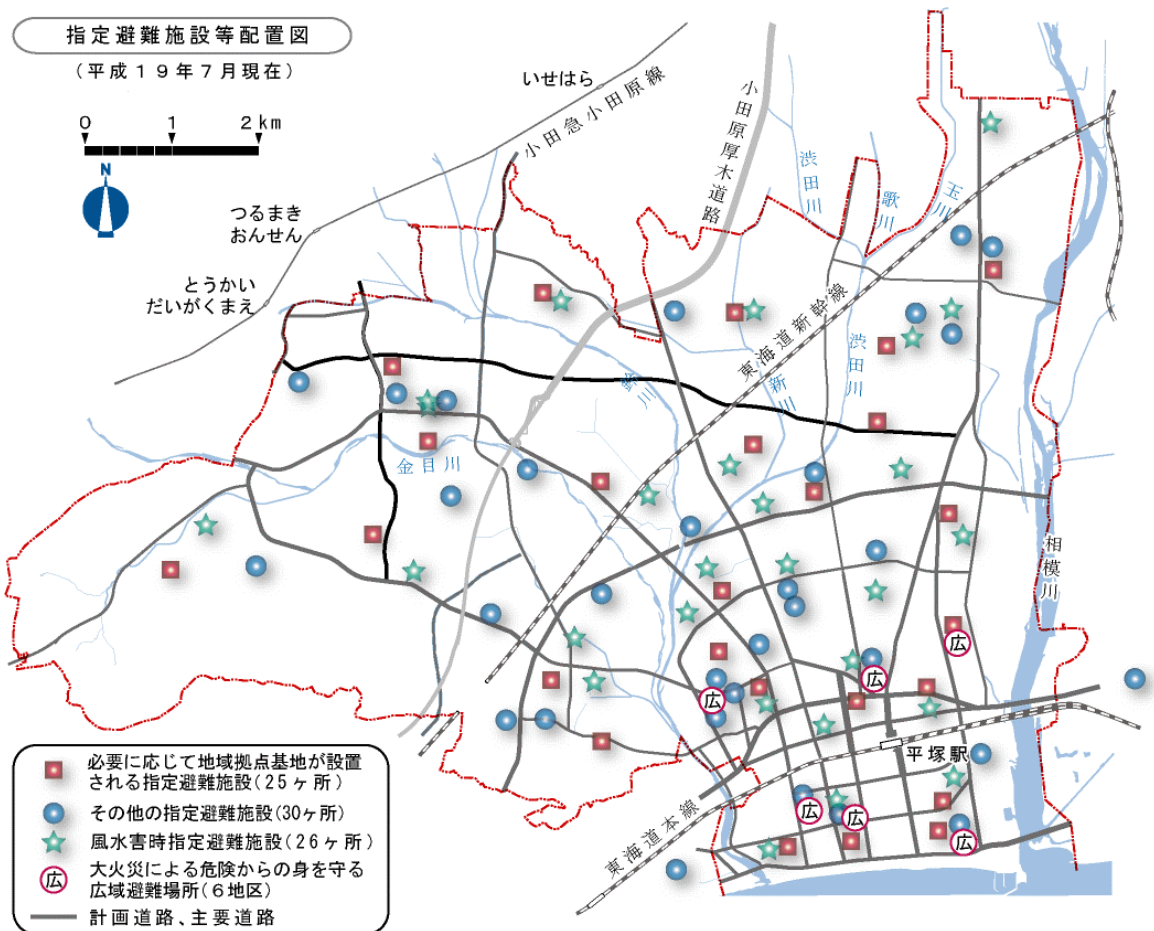 指定避難施設等配置図
(平成19年7月現在)
0 1 2km
N
いせはら
小田急小田原線
小田原厚木道路
つるまき
おんせん
とうかい
だいがくまえ
渋田川
歌川
玉川
東海道新幹線
渋田川
新川
鈴川
金目川
相模川
広
広
広
平塚駅
広
広
広
東海道本線
必要に応じて地域拠点基地が設置
される指定避難施設(25ヶ所)
その他の指定避難施設(30ヶ所)
風水害時指定避難施設(26ヶ所)
広 大火災による危険からの身を守る
広域避難場所(6地区)
計画道路、主要道路